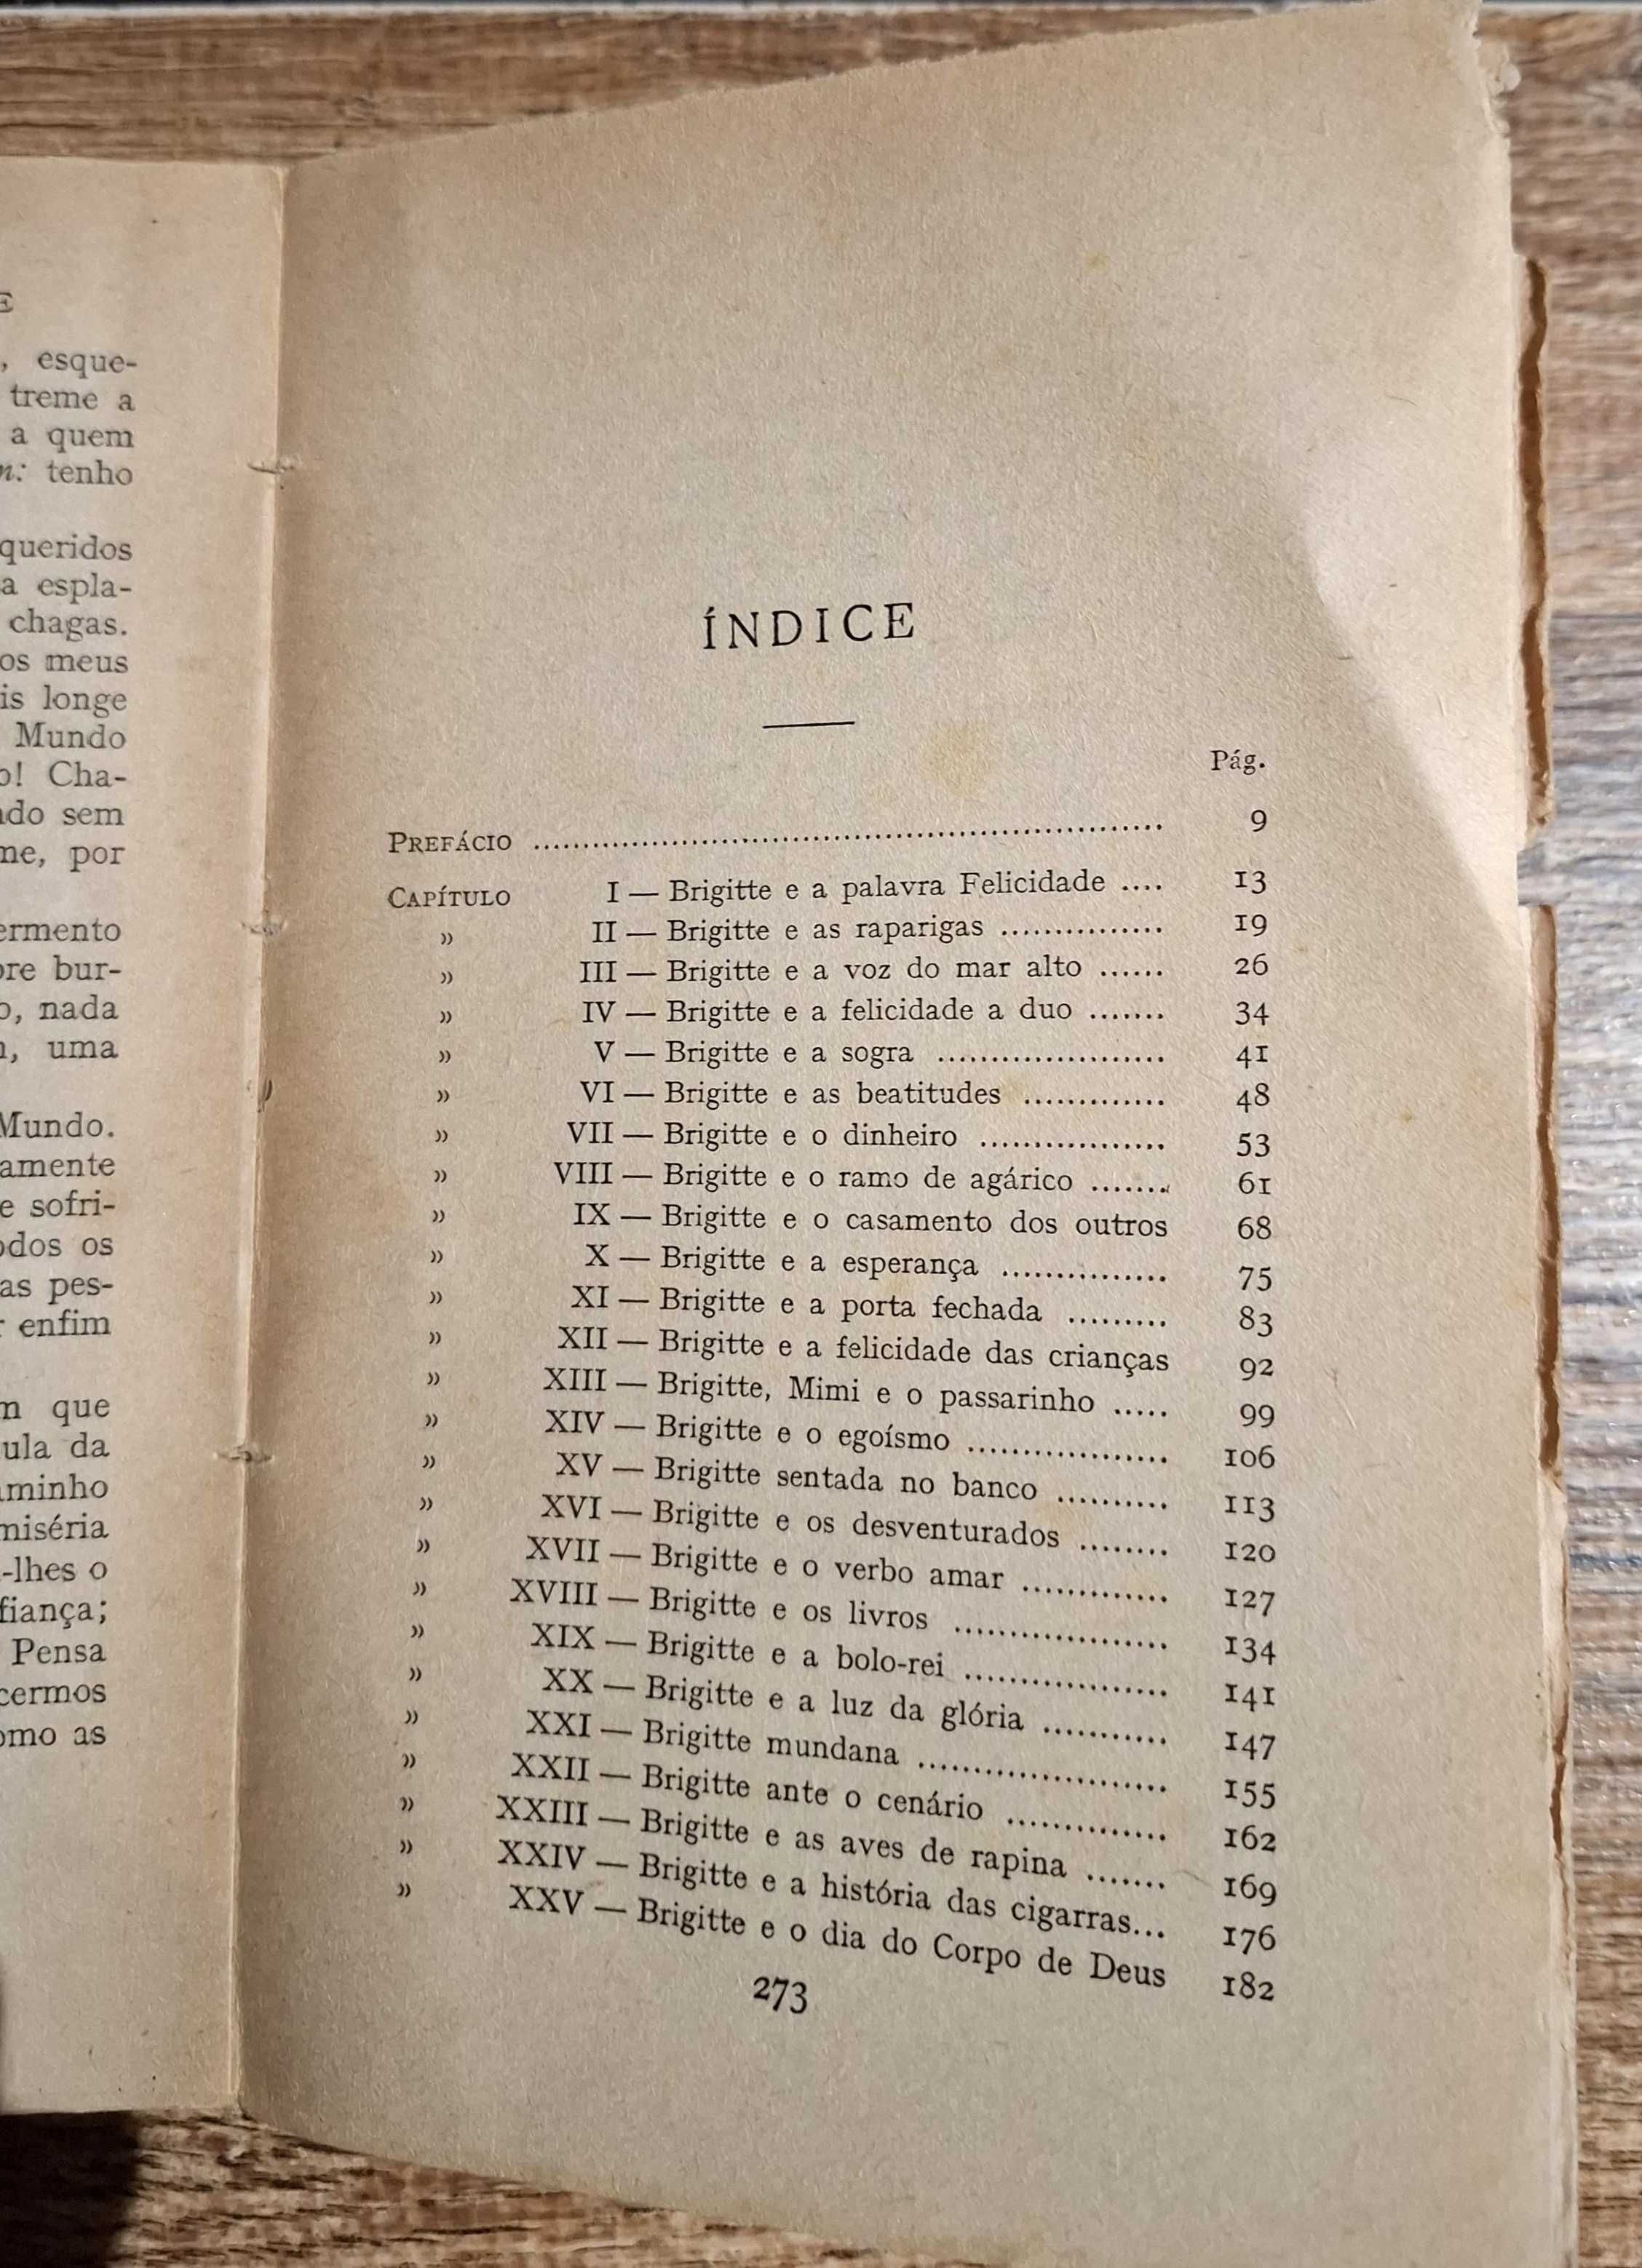 E
, esque-
treme a
a quem
: tenho
queridos
a espla-
chagas.
os meus
is longe
Mundo
o! Cha-
ndo sem
me, por
ermento
bre bur-
o, nada
, uma
Mundo.
amente
e sofri-
odos os
as pes-
enfim
m que
ula da
minho
miséria
-lhes o
fiança;
Pensa
cermos
omo as
ÍNDICE
Pág.
PREFÁCIO ................................................................ 9
CAPÍTULO I — Brigitte e a palavra Felicidade .... 13
» II — Brigitte e as raparigas ............... 19
» III — Brigitte e a voz do mar alto ...... 26
» IV — Brigitte e a felicidade a duo ....... 34
» V — Brigitte e a sogra ..................... 41
» VI — Brigitte e as beatitudes ............. 48
» VII — Brigitte e o dinheiro ................. 53
» VIII — Brigitte e o ramo de agárico ....... 61
» IX — Brigitte e o casamento dos outros 68
» X — Brigitte e a esperança ............... 75
» XI — Brigitte e a porta fechada ......... 83
» XII — Brigitte e a felicidade das crianças 92
» XIII — Brigitte, Mimi e o passarinho ..... 99
» XIV — Brigitte e o egoísmo ................... 106
» XV — Brigitte sentada no banco .......... 113
» XVI — Brigitte e os desventurados ........ 120
» XVII — Brigitte e o verbo amar ............. 127
» XVIII — Brigitte e os livros ................... 134
» XIX — Brigitte e a bolo-rei ................... 141
» XX — Brigitte e a luz da glória ........... 147
» XXI — Brigitte mundana ...................... 155
» XXII — Brigitte ante o cenário .............. 162
» XXIII — Brigitte e as aves de rapina ....... 169
» XXIV — Brigitte e a história das cigarras... 176
» XXV — Brigitte e o dia do Corpo de Deus 182
273